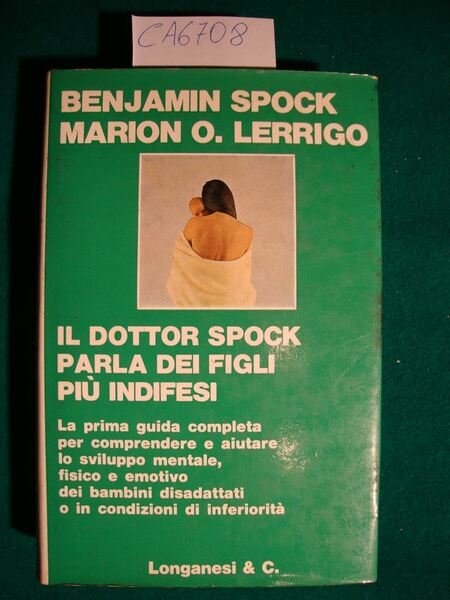 CA6708
BENJAMIN SPOCK
MARION O. LERRIGO
IL DOTTOR SPOCK
PARLA DEI FIGLI
PIÙ INDIFESI
La prima guida completa
per comprendere e aiutare
lo sviluppo mentale,
fisico e emotivo
dei bambini disadattati
o in condizioni di inferiorità
Longanesi & C.